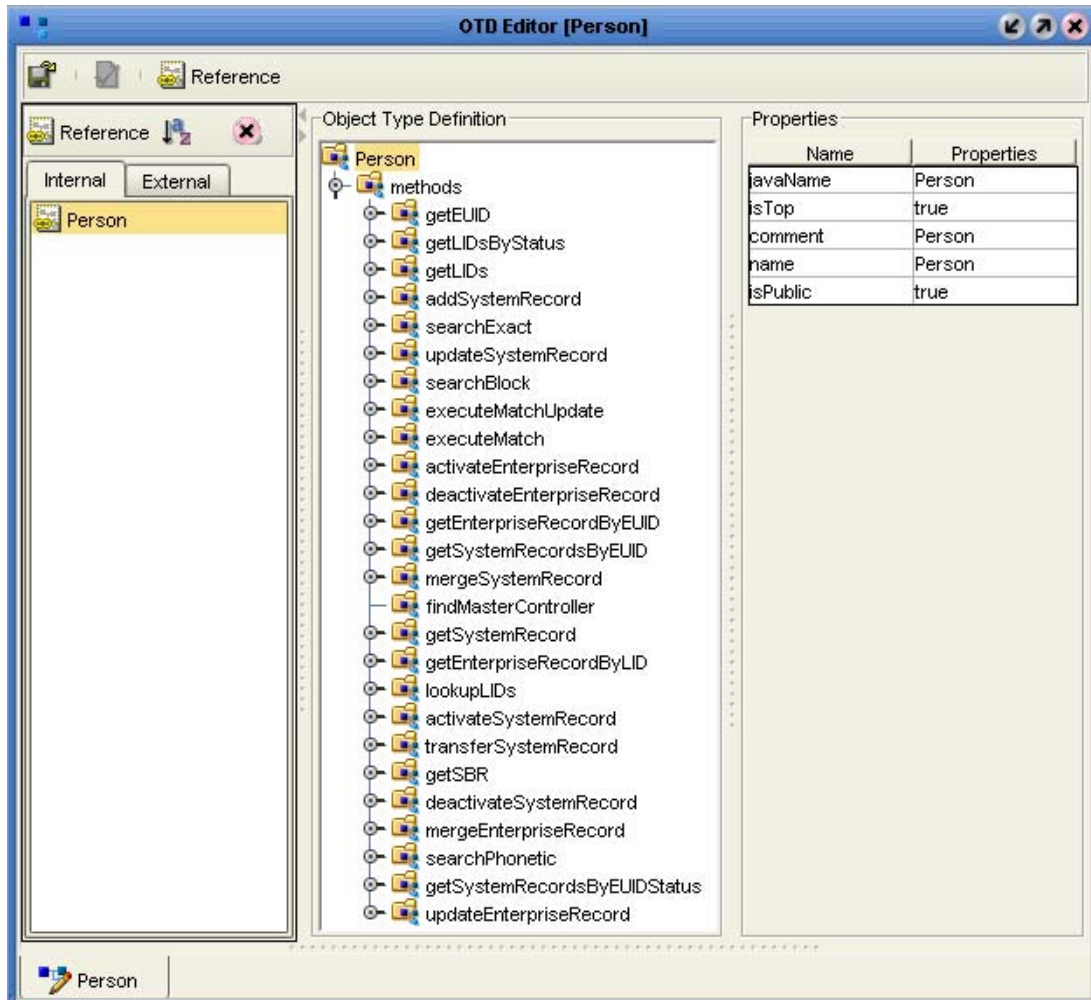 OTD Editor [Person]
Reference
Reference
Internal
External
Person
Object Type Definition
Person
methods
getEUID
getLIDsByStatus
getLIDs
addSystemRecord
searchExact
updateSystemRecord
searchBlock
executeMatchUpdate
executeMatch
activateEnterpriseRecord
deactivateEnterpriseRecord
getEnterpriseRecordByEUID
getSystemRecordsByEUID
mergeSystemRecord
findMasterController
getSystemRecord
getEnterpriseRecordByLID
lookupLIDs
activateSystemRecord
transferSystemRecord
getSBR
deactivateSystemRecord
mergeEnterpriseRecord
searchPhonetic
getSystemRecordsByEUIDStatus
updateEnterpriseRecord
Properties
Name Properties
javaName Person
isTop true
comment Person
name Person
isPublic true
Person